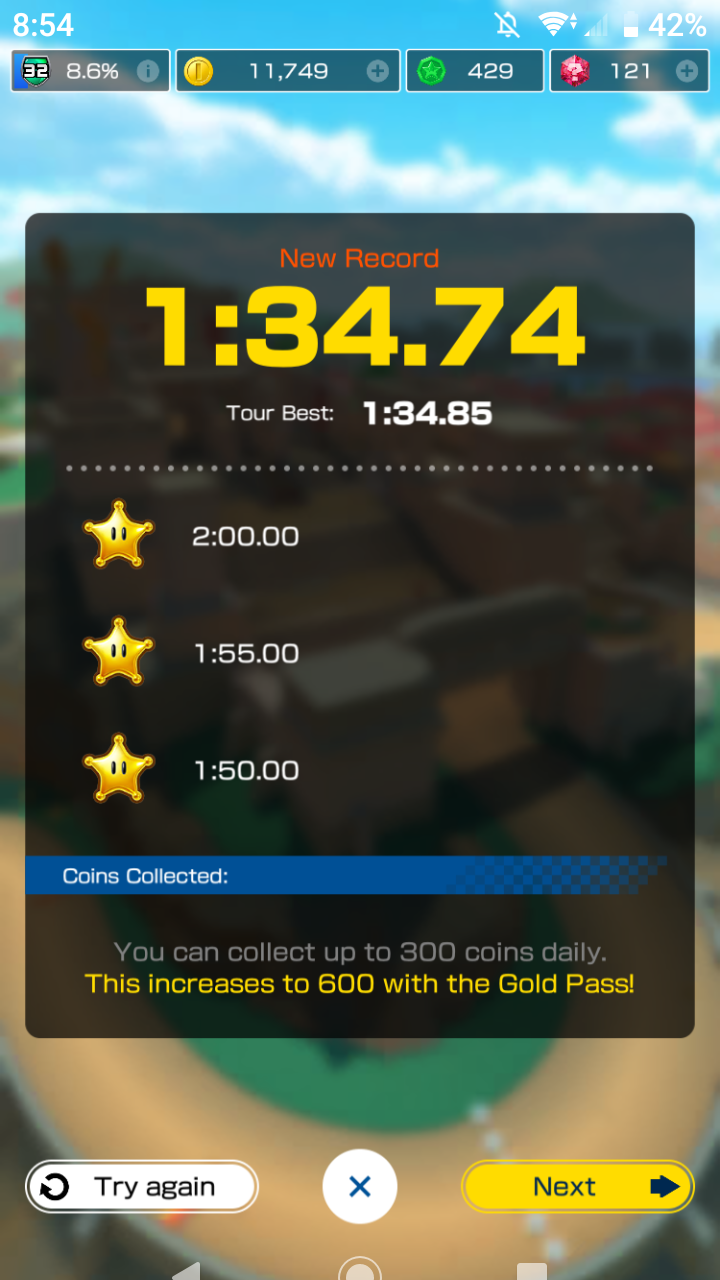 8:54 42%
32 8.6% i 11,749 429 121
New Record
1:34.74
Tour Best: 1:34.85
2:00.00
1:55.00
1:50.00
Coins Collected:
You can collect up to 300 coins daily.
This increases to 600 with the Gold Pass!
Try again Next